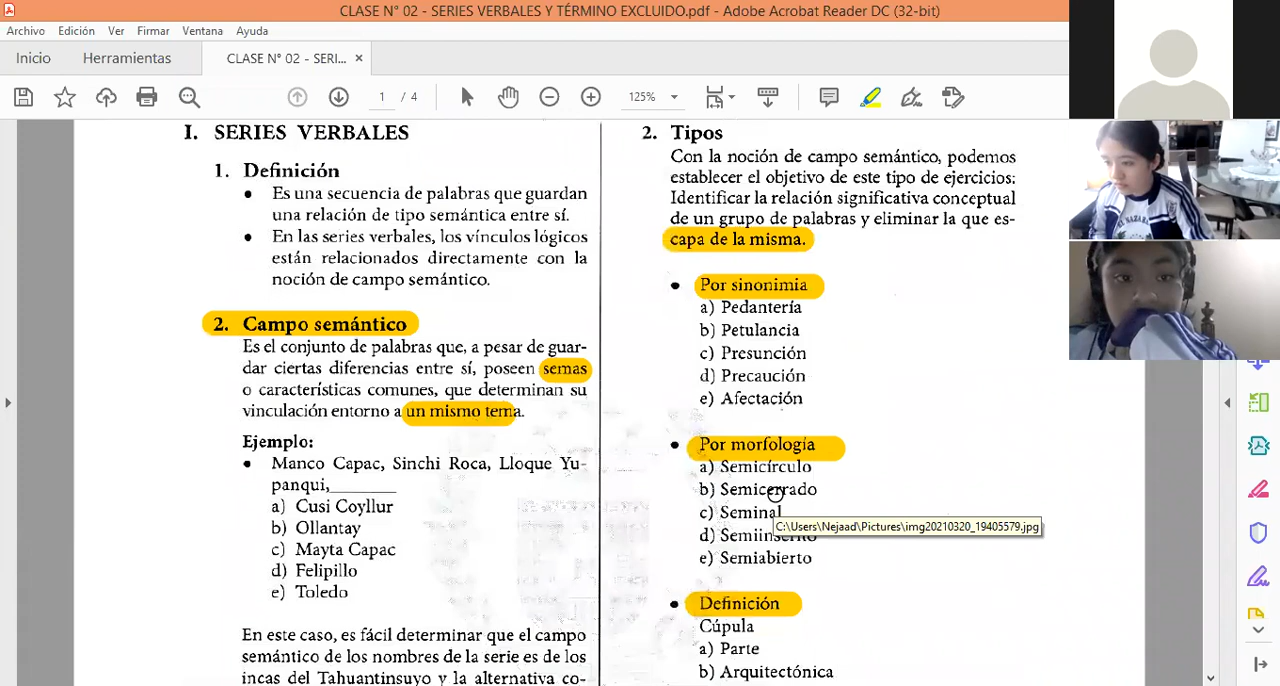 CLASE N° 02 - SERIES VERBALES Y TÉRMINO EXCLUIDO.pdf - Adobe Acrobat Reader DC (32-bit)
Archivo Edición Ver Firmar Ventana Ayuda
Inicio Herramientas CLASE N° 02 - SERI... ×
1 / 4 125%
I. SERIES VERBALES
1. Definición
• Es una secuencia de palabras que guardan
una relación de tipo semántica entre sí.
• En las series verbales, los vínculos lógicos
están relacionados directamente con la
noción de campo semántico.
2. Campo semántico
Es el conjunto de palabras que, a pesar de guar-
dar ciertas diferencias entre sí, poseen semas
o características comunes, que determinan su
vinculación entorno a un mismo tema.
Ejemplo:
• Manco Capac, Sinchi Roca, Lloque Yu-
panqui,________
a) Cusi Coyllur
b) Ollantay
c) Mayta Capac
d) Felipillo
e) Toledo
En este caso, es fácil determinar que el campo
semántico de los nombres de la serie es de los
incas del Tahuantinsuyo y la alternativa co-
2. Tipos
Con la noción de campo semántico, podemos
establecer el objetivo de este tipo de ejercicios:
Identificar la relación significativa conceptual
de un grupo de palabras y eliminar la que es-
capa de la misma.
• Por sinonimia
a) Pedantería
b) Petulancia
c) Presunción
d) Precaución
e) Afectación
• Por morfología
a) Semicírculo
b) Semicerrado
c) Seminal
C:\Users\Nejaad\Pictures\img20210320_19405579.jpg
d) Semiinserito
e) Semiabierto
• Definición
Cúpula
a) Parte
b) Arquitectónica